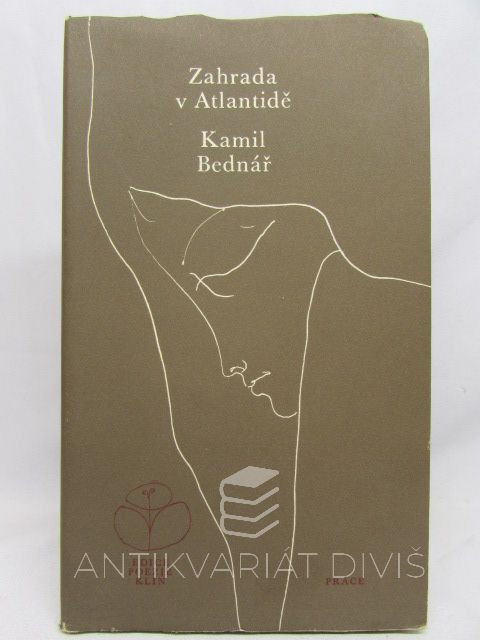 Zahrada
v Atlantidě
Kamil
Bednář
ANTIKVARIÁT DIVIŠ
EDICE
POEZIE
KLÍN
PRÁCE